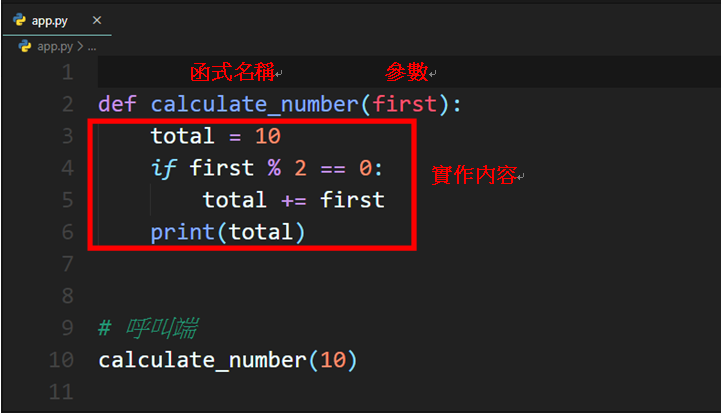 app.py ×
app.py > ...
1 函式名稱 參數
2 def calculate_number(first):
3 total = 10
4 if first % 2 == 0: 實作內容
5 total += first
6 print(total)
7
8
9 # 呼叫端
10 calculate_number(10)
11